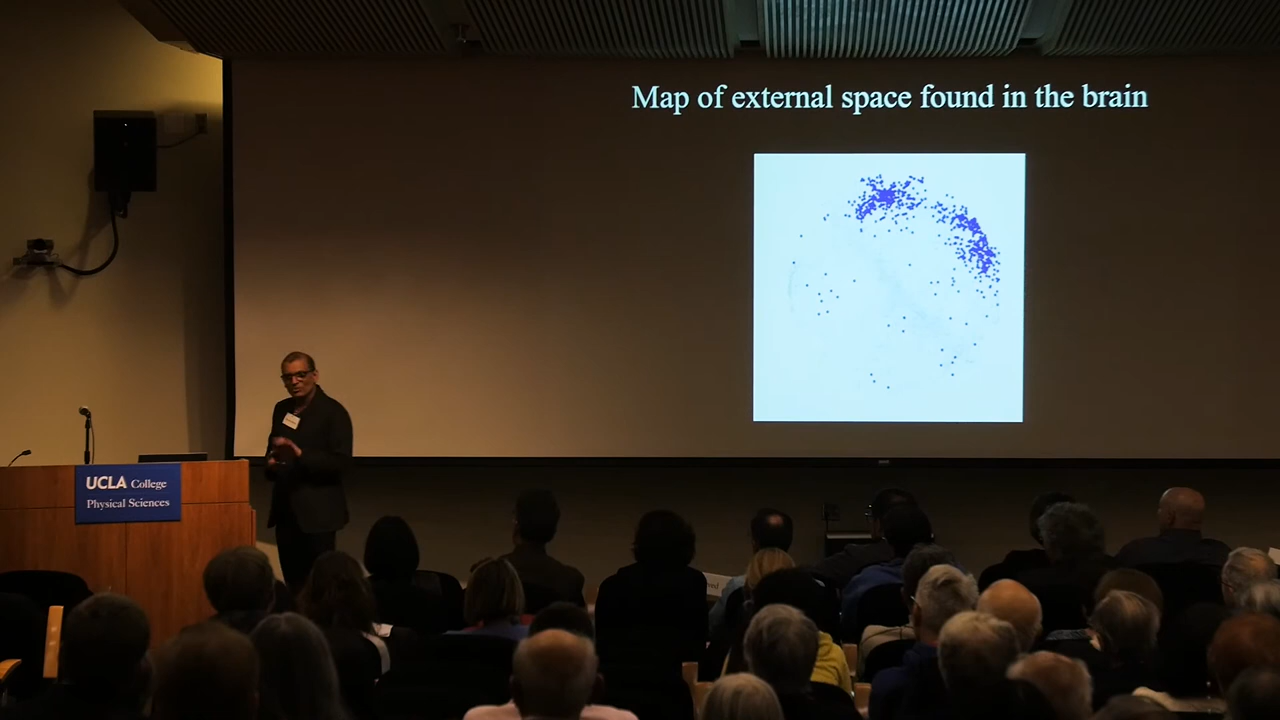 Map of external space found in the brain
UCLA College
Physical Sciences